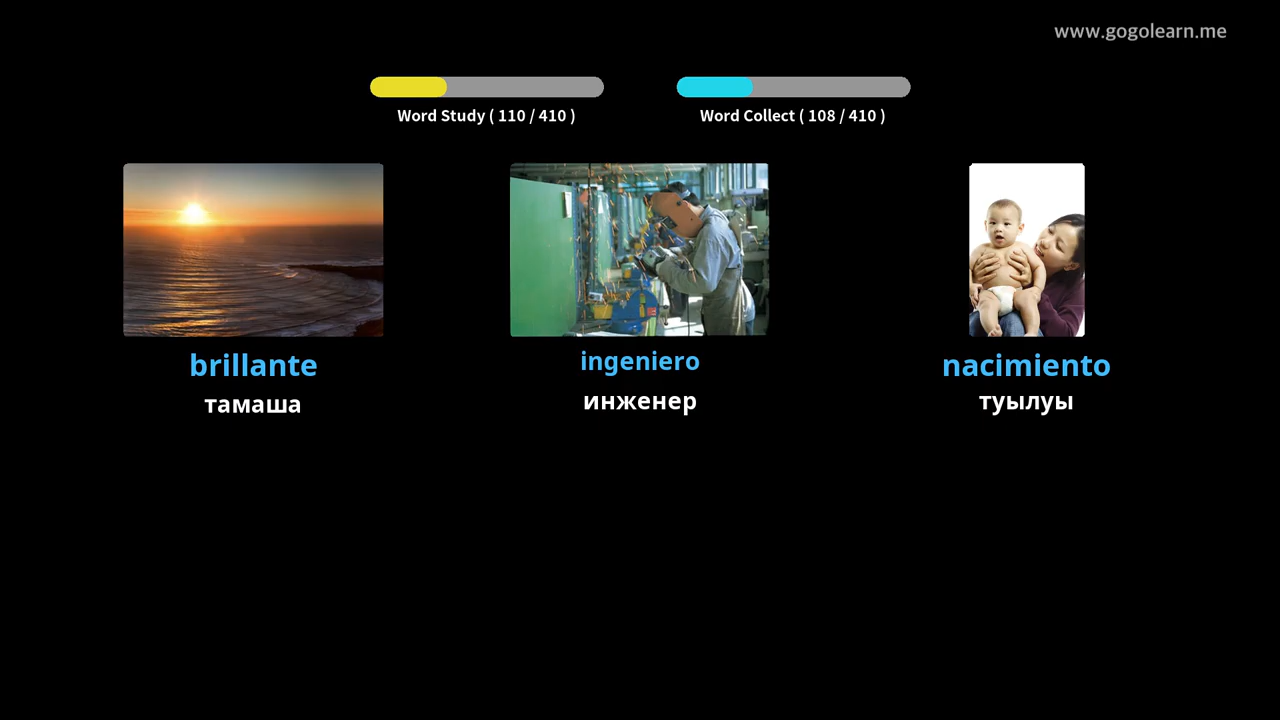 www.gogolearn.me
Word Study ( 110 / 410 )
Word Collect ( 108 / 410 )
brillante
тамаша
ingeniero
инженер
nacimiento
туылуы